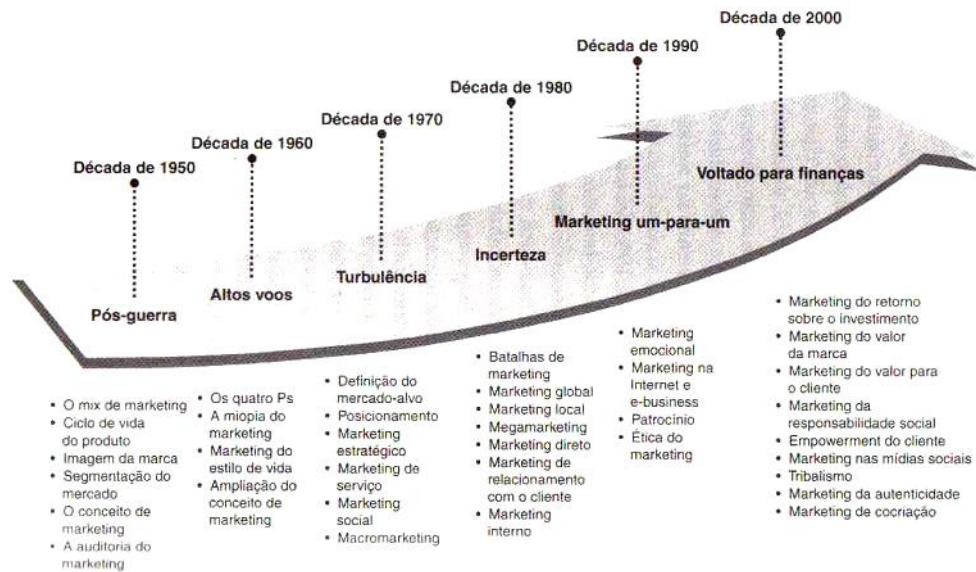 Década de 1950
Década de 1960
Década de 1970
Década de 1980
Década de 1990
Década de 2000
Pós-guerra
Altos voos
Turbulência
Incerteza
Marketing um-para-um
Voltado para finanças
• O mix de marketing
• Ciclo de vida
do produto
• Imagem da marca
• Segmentação do
mercado
• O conceito de
marketing
• A auditoria do
marketing
• Os quatro Ps
• A miopia do
marketing
• Marketing do
estilo de vida
• Ampliação do
conceito de
marketing
• Definição do
mercado-alvo
• Posicionamento
• Marketing
estratégico
• Marketing de
serviço
• Marketing
social
• Macromarketing
• Batalhas de
marketing
• Marketing global
• Marketing local
• Megamarketing
• Marketing direto
• Marketing de
relacionamento
com o cliente
• Marketing
interno
• Marketing
emocional
• Marketing na
Internet e
e-business
• Patrocínio
• Ética do
marketing
• Marketing do retorno
sobre o investimento
• Marketing do valor
da marca
• Marketing do valor para
o cliente
• Marketing da
responsabilidade social
• Empowerment do cliente
• Marketing nas mídias sociais
• Tribalismo
• Marketing da autenticidade
• Marketing de cocriação